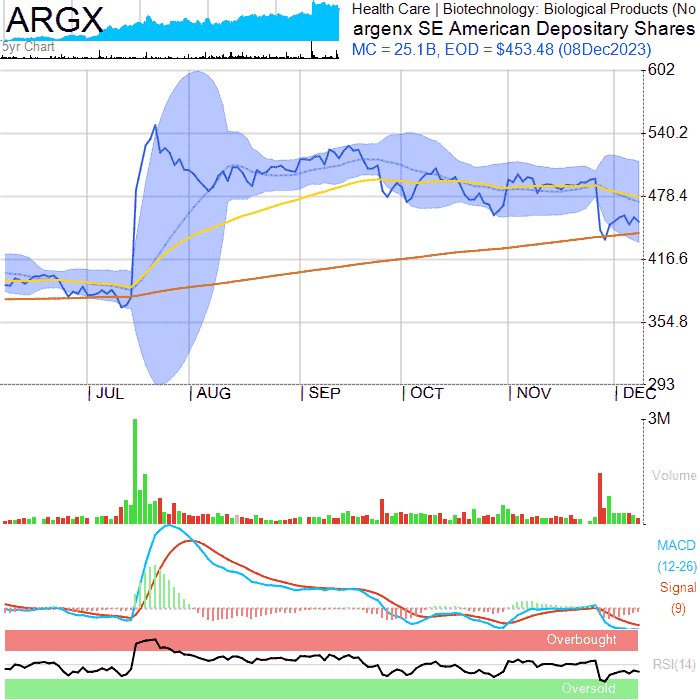 ARGX
5yr Chart
Health Care | Biotechnology: Biological Products (No
argenx SE American Depositary Shares
MC = 25.1B, EOD = $453.48 (08Dec2023)
602
540.2
478.4
416.6
354.8
293
JUL AUG SEP OCT NOV DEC
3M
Volume
MACD
(12-26)
Signal
(9)
Overbought
RSI(14)
Oversold